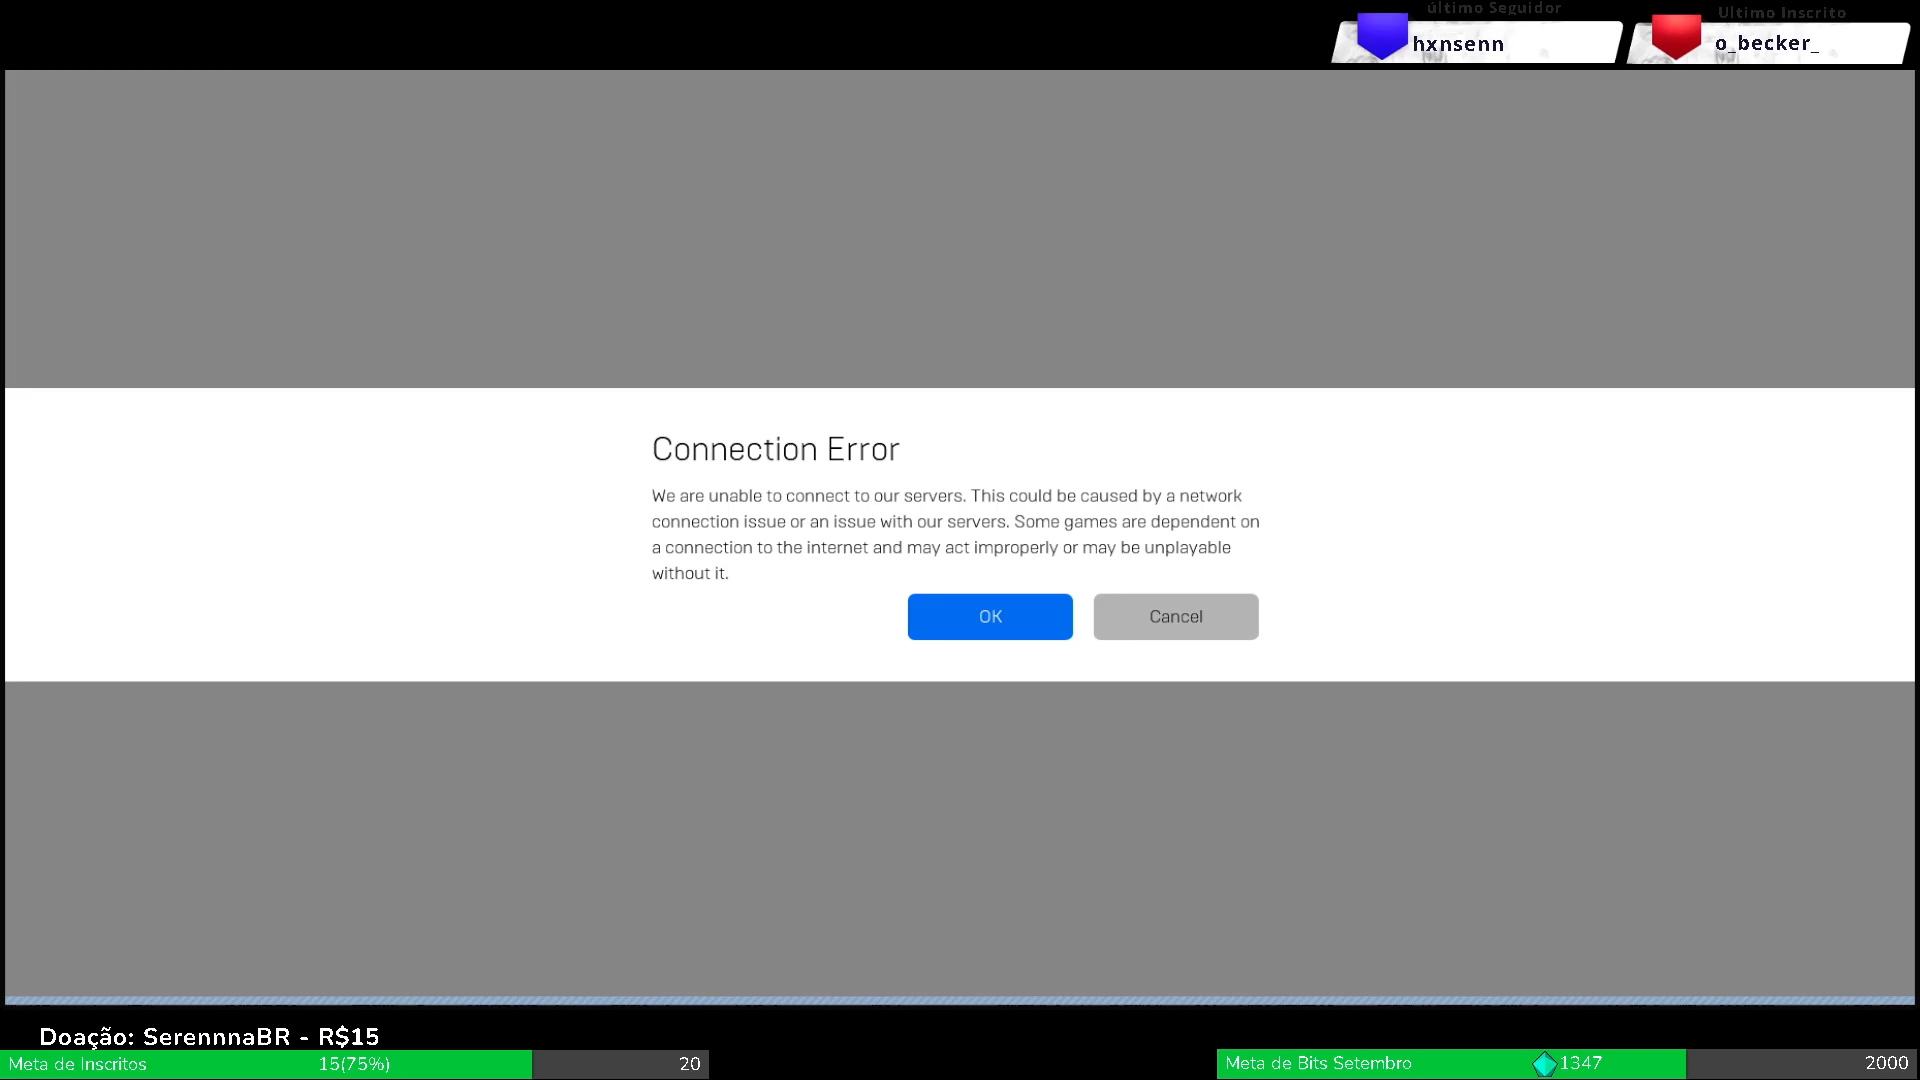 último Seguidor
Ultimo Inscrito
hxnsenn
o_becker_
Connection Error
We are unable to connect to our servers. This could be caused by a network
connection issue or an issue with our servers. Some games are dependent on
a connection to the internet and may act improperly or may be unplayable
without it.
OK
Cancel
Doação: SerennnaBR - R$15
Meta de Inscritos 15(75%) 20
Meta de Bits Setembro 1347 2000